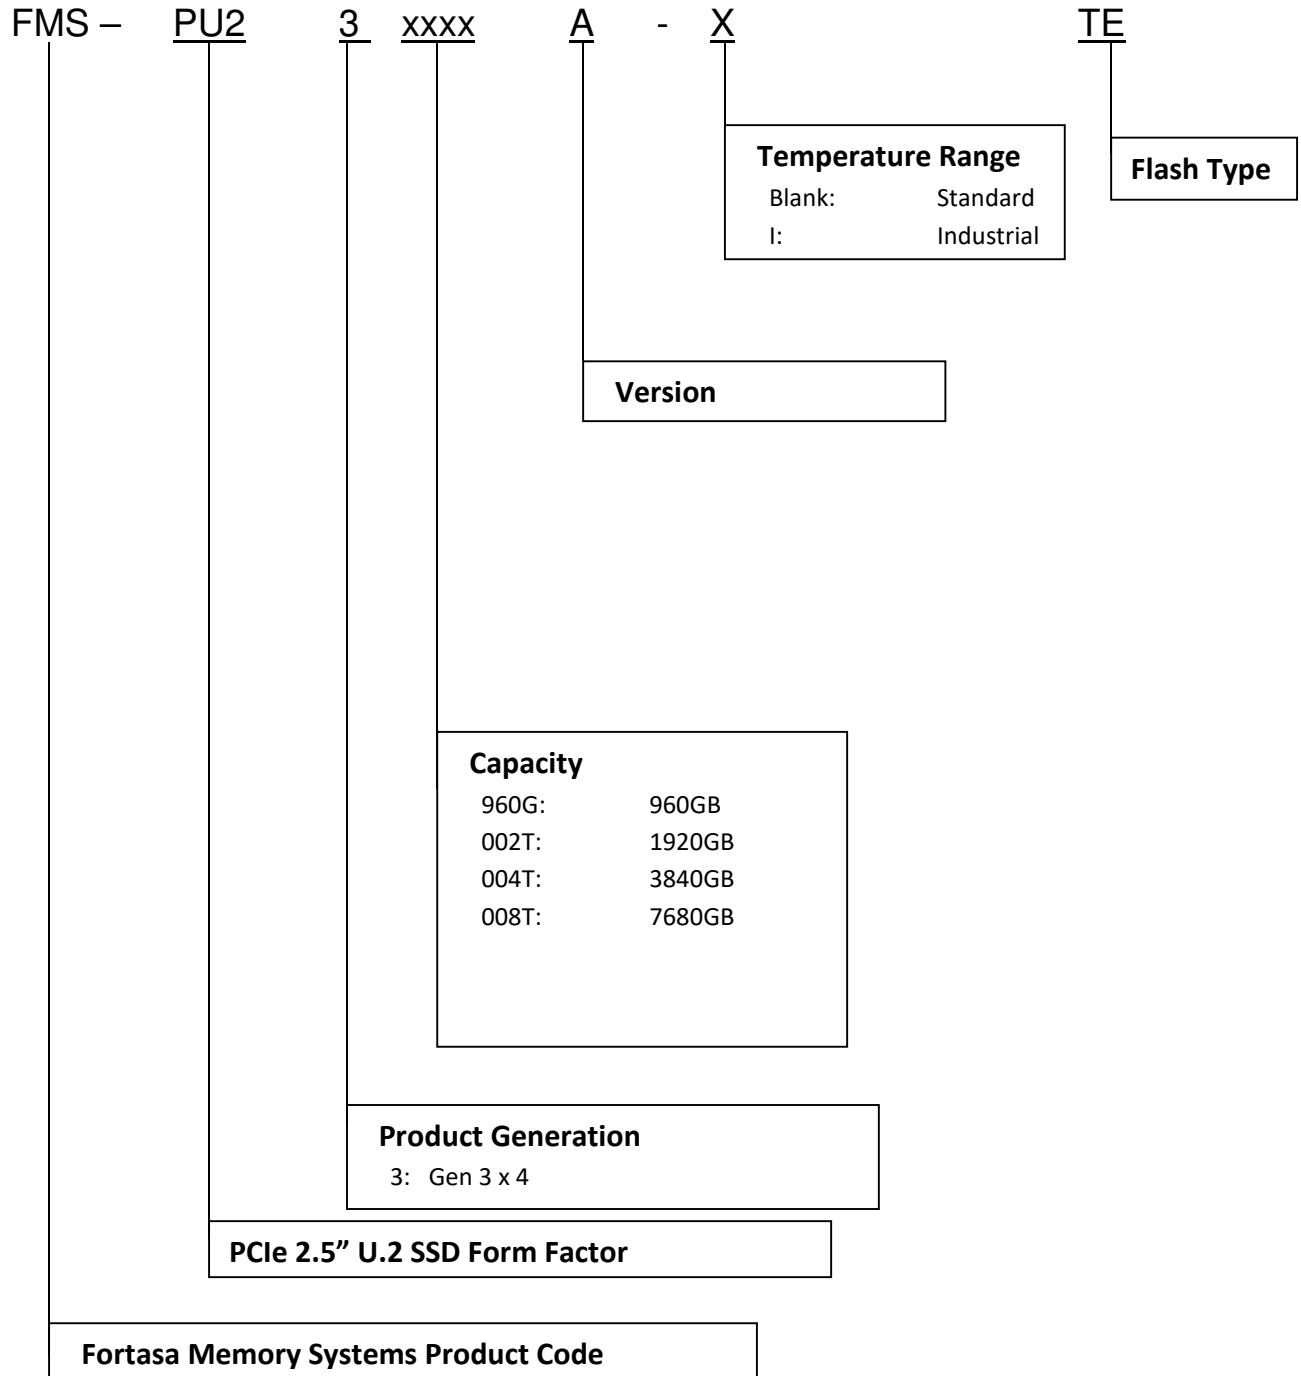 FMS – PU2 3 xxxx A - X TE
Temperature Range
Blank: Standard
I: Industrial
Flash Type
Version
Capacity
960G: 960GB
002T: 1920GB
004T: 3840GB
008T: 7680GB
Product Generation
3: Gen 3 x 4
PCIe 2.5” U.2 SSD Form Factor
Fortasa Memory Systems Product Code